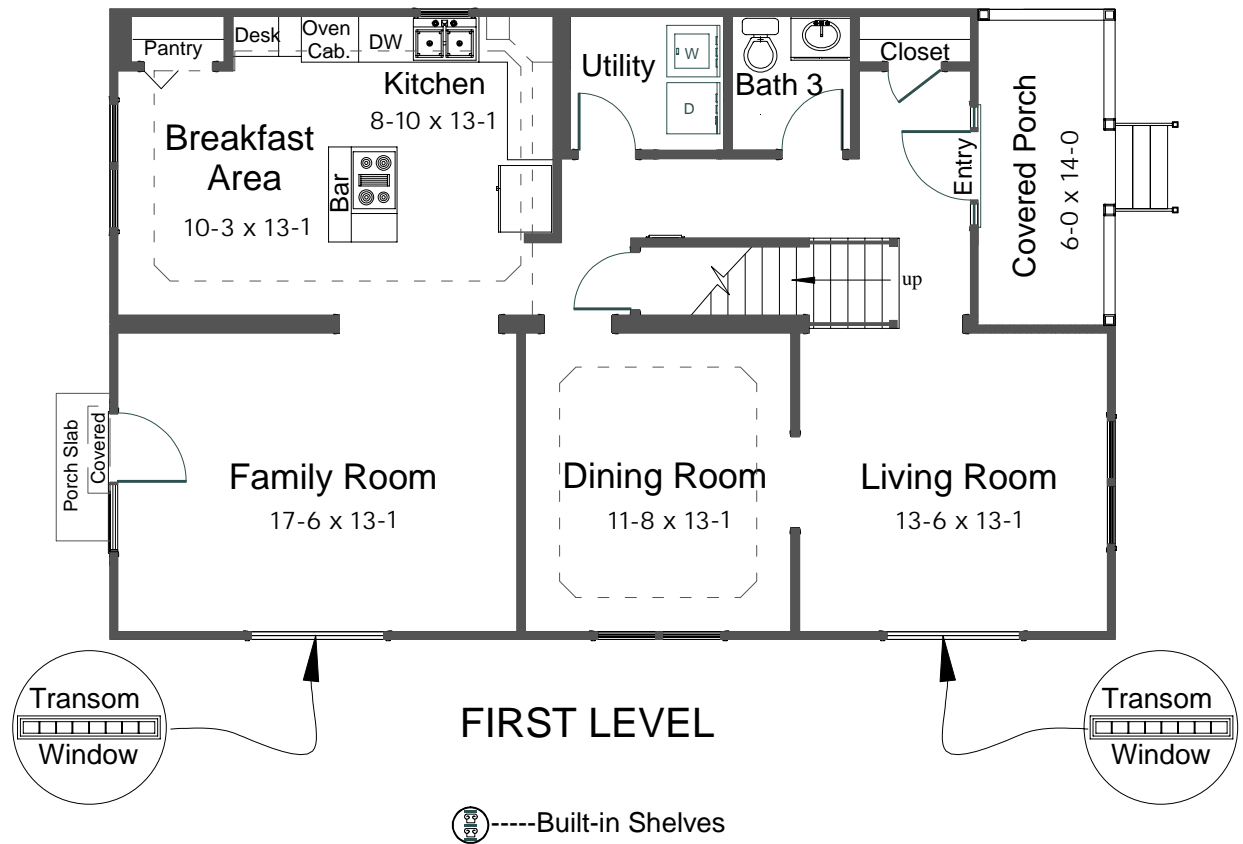 Pantry
Desk
Oven
Cab.
DW
Kitchen
8-10 x 13-1
Breakfast
Area
10-3 x 13-1
Bar
Utility
W
D
Bath 3
Closet
Entry
Covered Porch
6-0 x 14-0
up
Porch Slab
Covered
Family Room
17-6 x 13-1
Dining Room
11-8 x 13-1
Living Room
13-6 x 13-1
Transom
Window
FIRST LEVEL
Transom
Window
-----Built-in Shelves